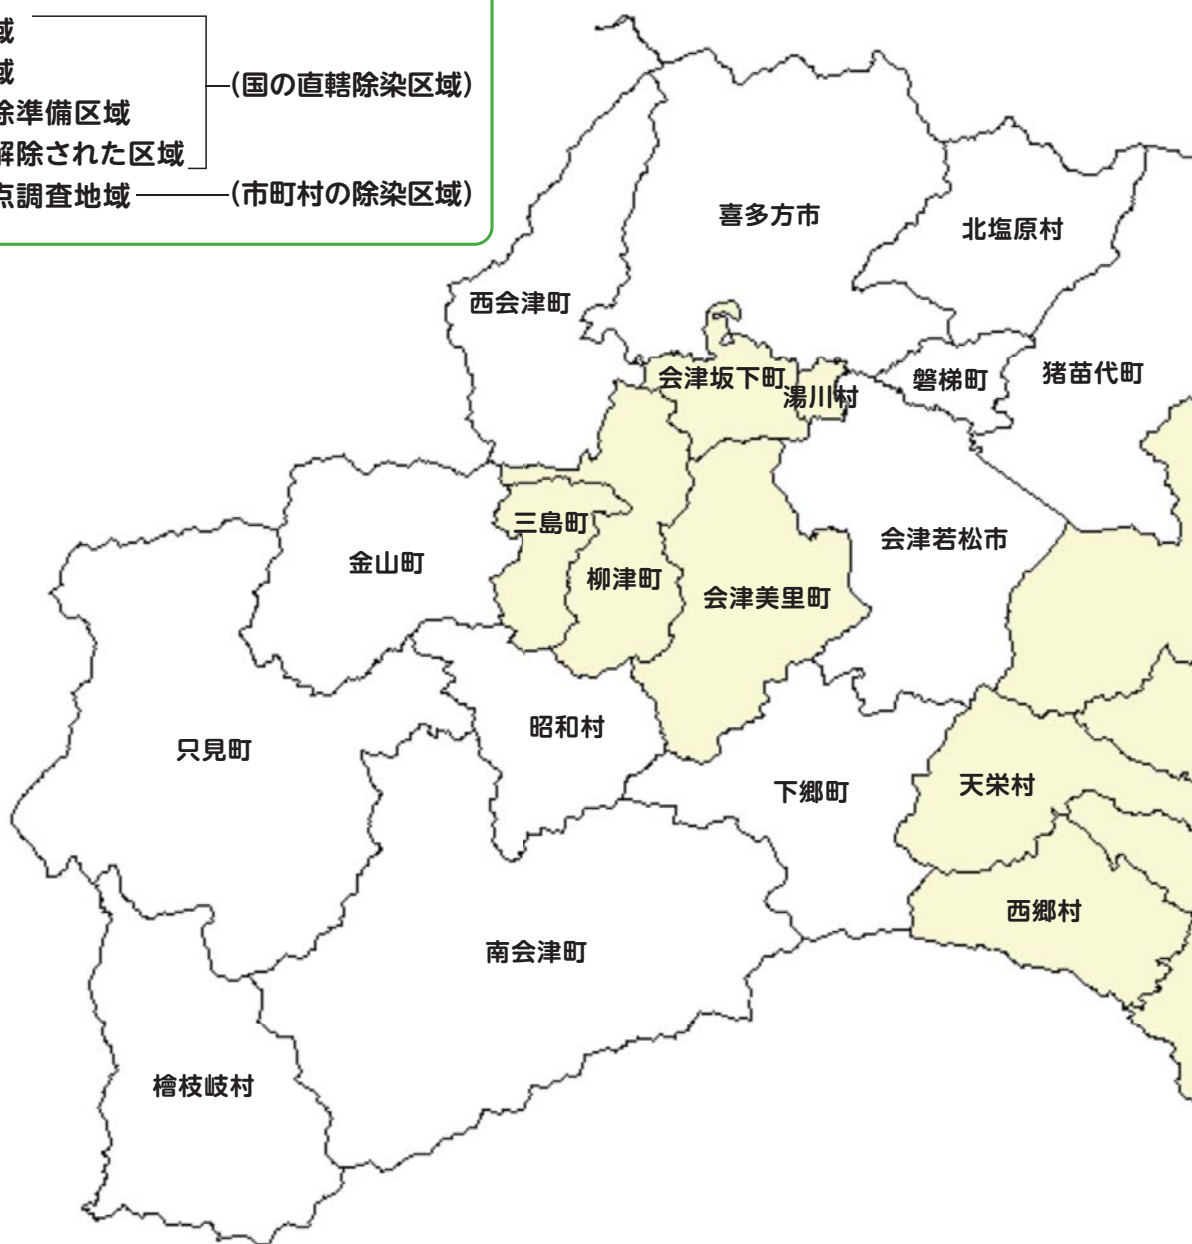 域
域
除準備区域
解除された区域
(国の直轄除染区域)
点調査地域
(市町村の除染区域)
喜多方市
北塩原村
西会津町
会津坂下町
湯川村
磐梯町
猪苗代町
三島町
金山町
柳津町
会津美里町
会津若松市
昭和村
只見町
下郷町
天栄村
西郷村
南会津町
檜枝岐村